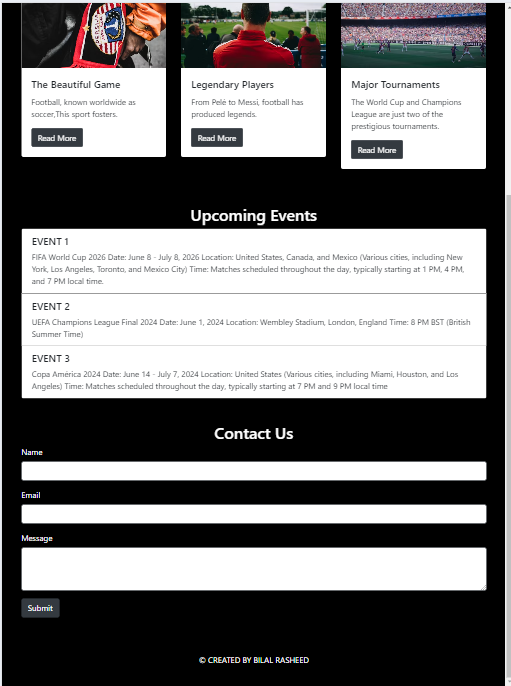 The Beautiful Game
Football, known worldwide as
soccer,This sport fosters.
Read More
Legendary Players
From Pelé to Messi, football has
produced legends.
Read More
Major Tournaments
The World Cup and Champions
League are just two of the
prestigious tournaments.
Read More
Upcoming Events
EVENT 1
FIFA World Cup 2026 Date: June 8 - July 8, 2026 Location: United States, Canada, and Mexico (Various cities, including New
York, Los Angeles, Toronto, and Mexico City) Time: Matches scheduled throughout the day, typically starting at 1 PM, 4 PM,
and 7 PM local time.
EVENT 2
UEFA Champions League Final 2024 Date: June 1, 2024 Location: Wembley Stadium, London, England Time: 8 PM BST (British
Summer Time)
EVENT 3
Copa América 2024 Date: June 14 - July 7, 2024 Location: United States (Various cities, including Miami, Houston, and Los
Angeles) Time: Matches scheduled throughout the day, typically starting at 7 PM and 9 PM local time
Contact Us
Name
Email
Message
Submit
© CREATED BY BILAL RASHEED